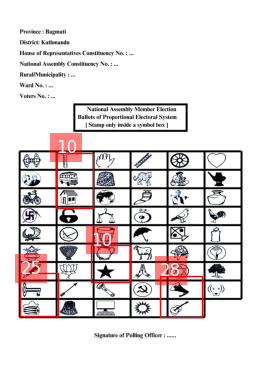 Province : Bagmati
District: Kathmandu
House of Representatives Constituency No. : ...
National Assembly Constituency No. : ...
Rural/Municipality : ...
Ward No. : ...
Voters No. : ...
National Assembly Member Election
Ballots of Proportional Electoral System
[ Stamp only inside a symbol box ]
10
10
25
28
Signature of Polling Officer : ......